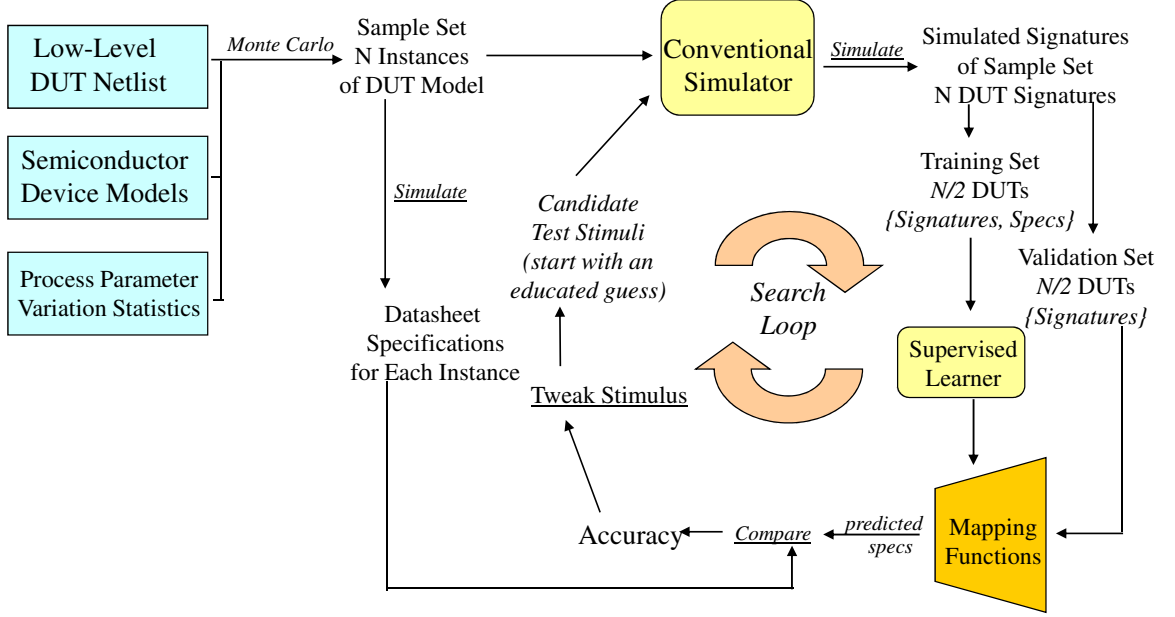 Low-Level
DUT Netlist
Semiconductor
Device Models
Process Parameter
Variation Statistics
Monte Carlo
Sample Set
N Instances
of DUT Model
Simulate
Datasheet
Specifications
for Each Instance
Conventional
Simulator
Simulate
Simulated Signatures
of Sample Set
N DUT Signatures
Training Set
N/2 DUTs
{Signatures, Specs}
Validation Set
N/2 DUTs
{Signatures}
Supervised
Learner
Mapping
Functions
predicted
specs
Compare
Accuracy
Tweak Stimulus
Candidate
Test Stimuli
(start with an
educated guess)
Search
Loop